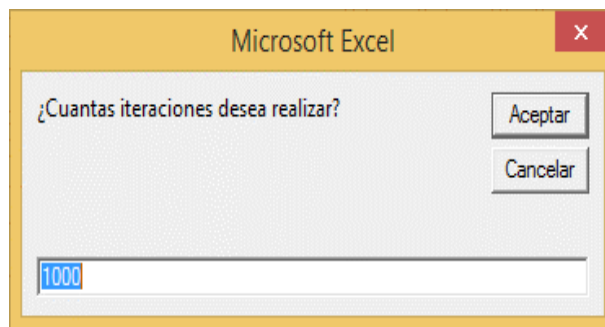 Microsoft Excel
x
¿Cuantas iteraciones desea realizar?
Aceptar
Cancelar
1000